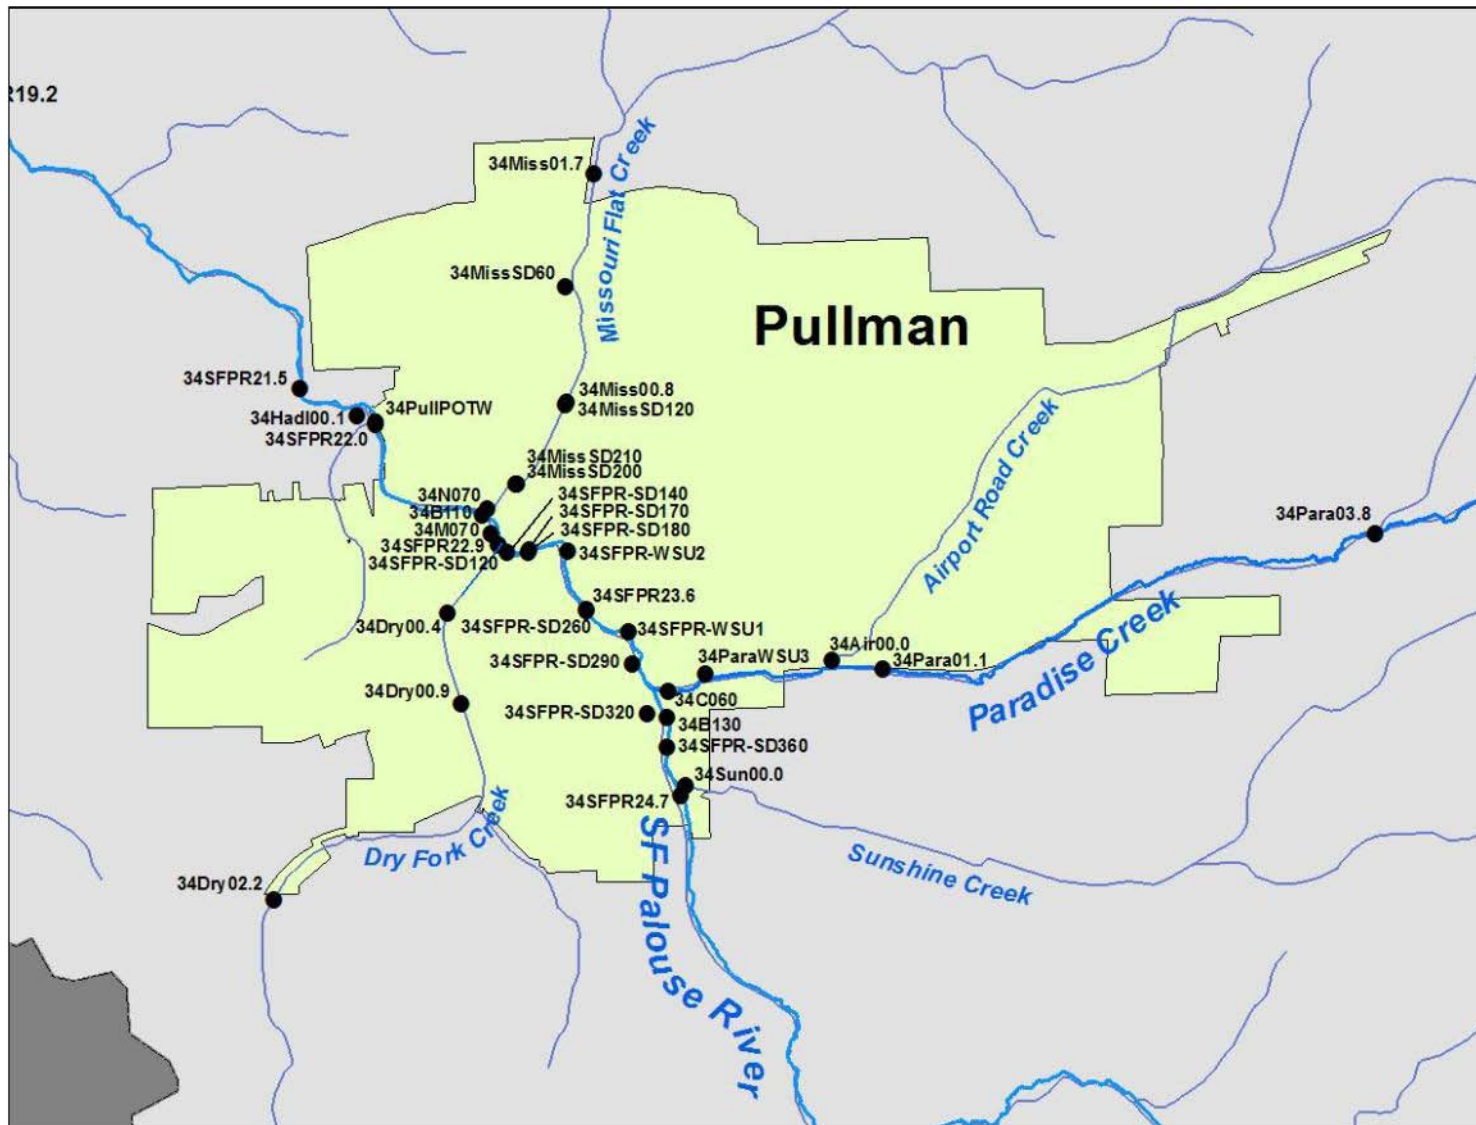 R19.2
34Miss01.7
Missouri Flat Creek
34MissSD60
Pullman
34SFPR21.5
34Miss00.8
34MissSD120
34Hadl00.1
34PullPOTW
34SFPR22.0
34MissSD210
34MissSD200
34N070
34SFPR-SD140
34B110
34SFPR-SD170
34M070
34SFPR-SD180
34SFPR22.9
34SFPR-WSU2
34SFPR-SD120
Airport Road Creek
34Para03.8
34SFPR23.6
34Dry00.4
34SFPR-SD260
34SFPR-WSU1
34SFPR-SD290
34ParaWSU3
34Air00.0
34Para01.1
Paradise Creek
34Dry00.9
34C060
34SFPR-SD320
34B130
34SFPR-SD360
34Sun00.0
34SFPR24.7
Dry Fork Creek
Sunshine Creek
34Dry02.2
SF Palouse River